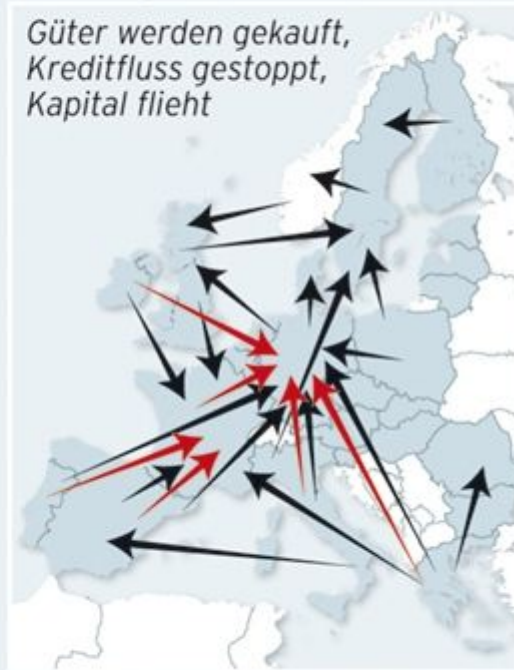 Güter werden gekauft,
Kreditfluss gestoppt,
Kapital flieht